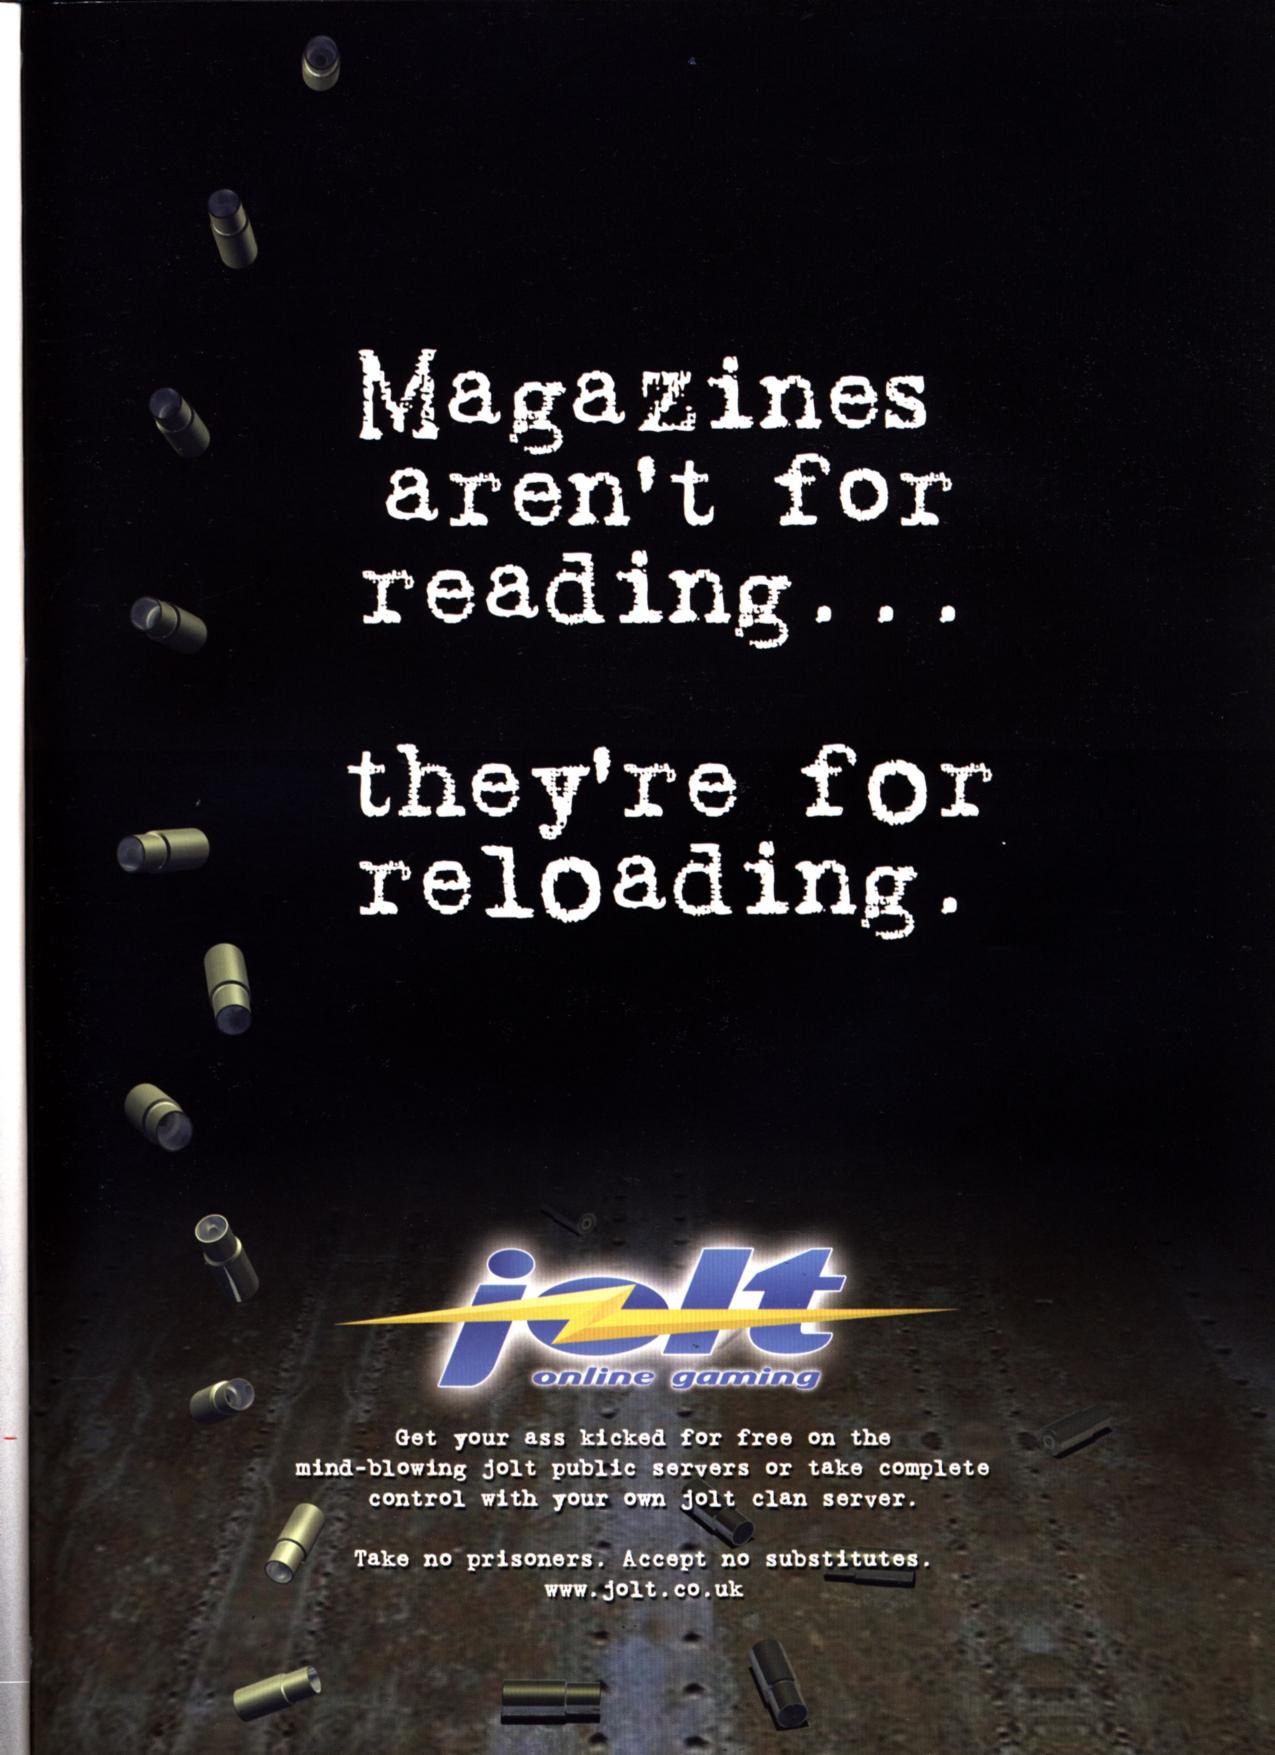 Magazines
aren't for
reading...
they're for
reloading.
jolt
online gaming
Get your ass kicked for free on the
mind-blowing jolt public servers or take complete
control with your own jolt clan server.
Take no prisoners. Accept no substitutes.
www.jolt.co.uk